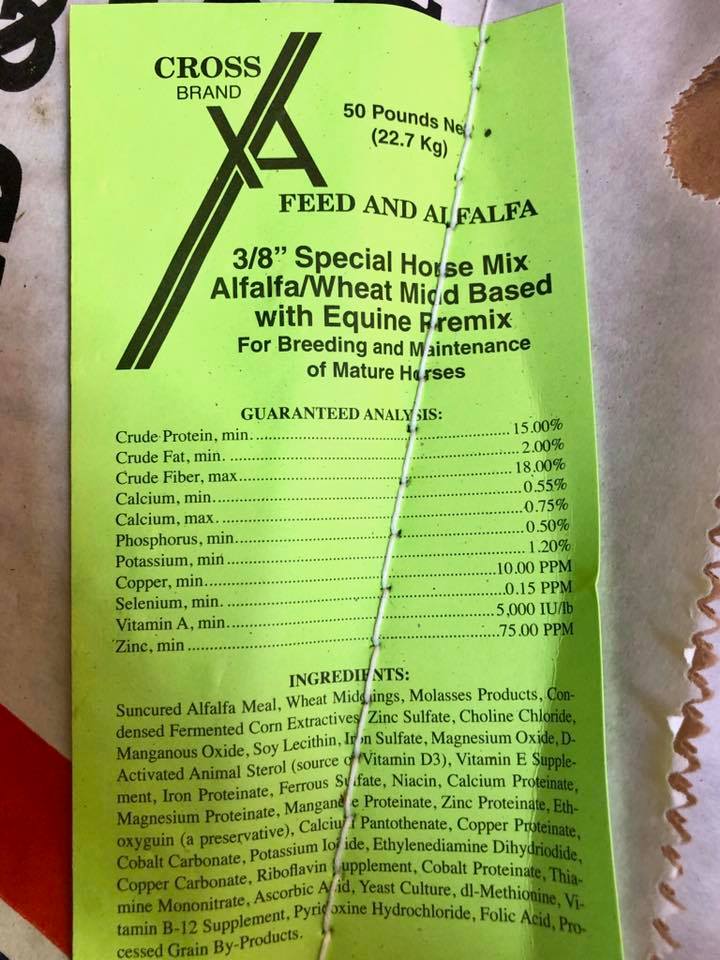 CROSS
BRAND
XA
50 Pounds Net
(22.7 Kg)
FEED AND ALFALFA
3/8” Special Horse Mix
Alfalfa/Wheat Midd Based
with Equine Premix
For Breeding and Maintenance
of Mature Horses
GUARANTEED ANALYSIS:
Crude Protein, min. 15.00%
Crude Fat, min. 2.00%
Crude Fiber, max. 18.00%
Calcium, min. 0.55%
Calcium, max. 0.75%
Phosphorus, min. 0.50%
Potassium, min. 1.20%
Copper, min. 10.00 PPM
Selenium, min. 0.15 PPM
Vitamin A, min. 5,000 IU/lb
Zinc, min. 75.00 PPM
INGREDIENTS:
Suncured Alfalfa Meal, Wheat Middlings, Molasses Products, Con-
densed Fermented Corn Extractives, Zinc Sulfate, Choline Chloride,
Manganous Oxide, Soy Lecithin, Iron Sulfate, Magnesium Oxide, D-
Activated Animal Sterol (source of Vitamin D3), Vitamin E Supple-
ment, Iron Proteinate, Ferrous Sulfate, Niacin, Calcium Proteinate,
Magnesium Proteinate, Manganese Proteinate, Zinc Proteinate, Eth-
oxyguin (a preservative), Calcium Pantothenate, Copper Proteinate,
Cobalt Carbonate, Potassium Iodide, Ethylenediamine Dihydriodide,
Copper Carbonate, Riboflavin Supplement, Cobalt Proteinate, Thia-
mine Mononitrate, Ascorbic Acid, Yeast Culture, dl-Methionine, Vi-
tamin B-12 Supplement, Pyridoxine Hydrochloride, Folic Acid, Pro-
cessed Grain By-Products.